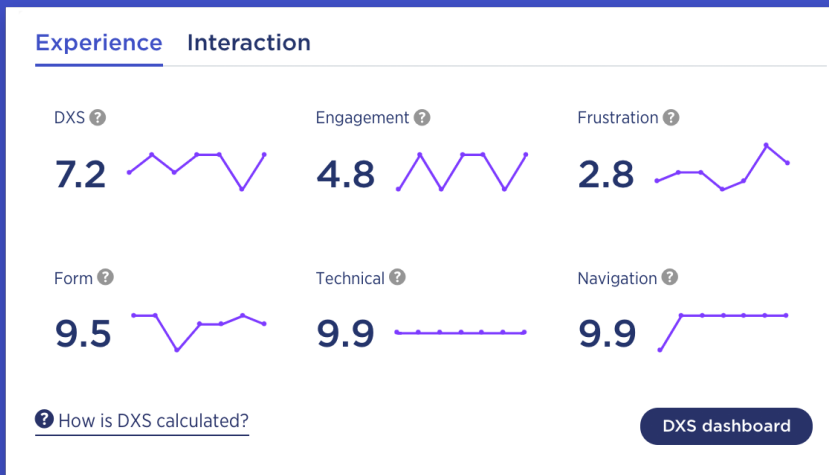 Experience Interaction
DXS ? Engagement ? Frustration ?
7.2 4.8 2.8
Form ? Technical ? Navigation ?
9.5 9.9 9.9
? How is DXS calculated? DXS dashboard